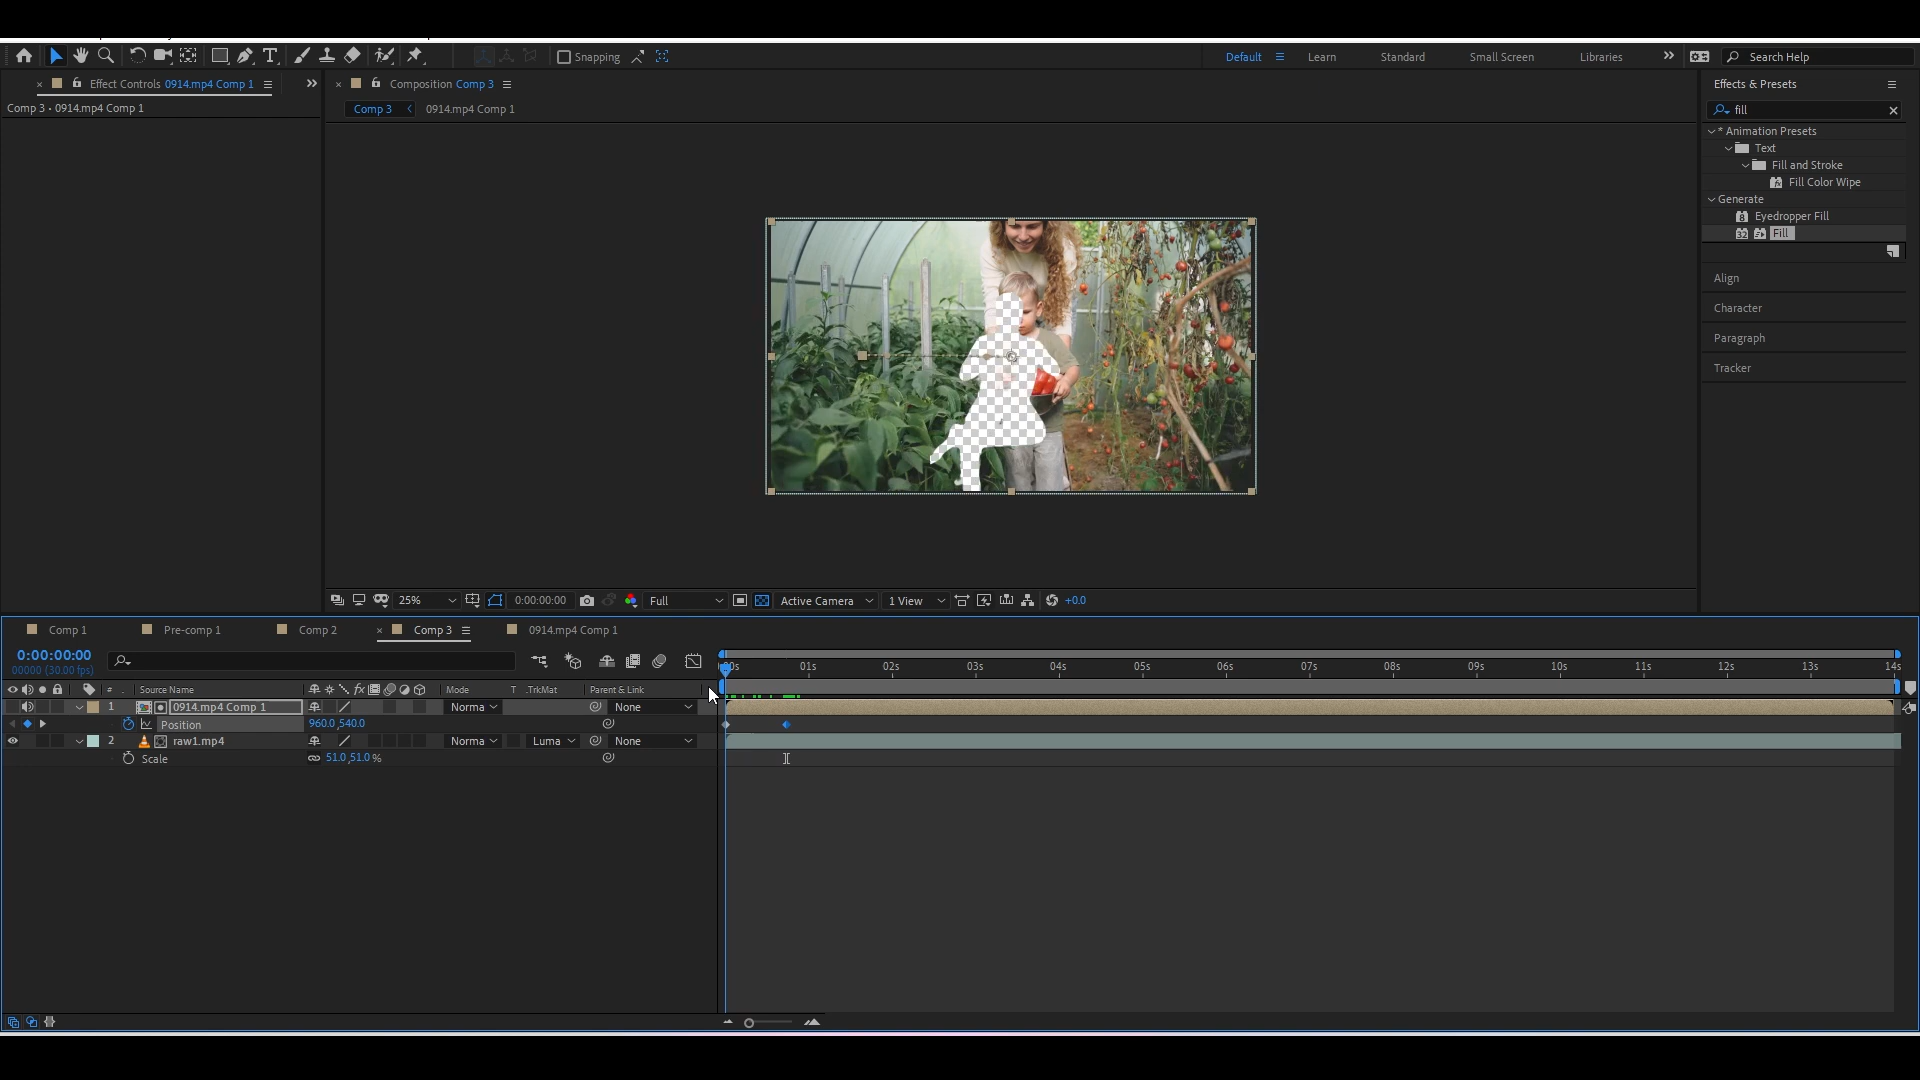 Snapping
Default
Learn
Standard
Small Screen
Libraries
Search Help
Effect Controls 0914.mp4 Comp 1
Composition Comp 3
Effects & Presets
Comp 3 • 0914.mp4 Comp 1
Comp 3
0914.mp4 Comp 1
fill
* Animation Presets
Text
Fill and Stroke
Fill Color Wipe
Generate
Eyedropper Fill
Fill
Align
Character
Paragraph
Tracker
25%
0:00:00:00
Full
Active Camera
1 View
+0.0
Comp 1
Pre-comp 1
Comp 2
Comp 3
0914.mp4 Comp 1
0:00:00:00
00000 (30.00 fps)
:00s 01s 02s 03s 04s 05s 06s 07s 08s 09s 10s 11s 12s 13s 14s
# Source Name Mode T .TrkMat Parent & Link
1 0914.mp4 Comp 1 Norma None
Position 960.0,540.0
2 raw1.mp4 Norma Luma None
Scale 51.0,51.0%